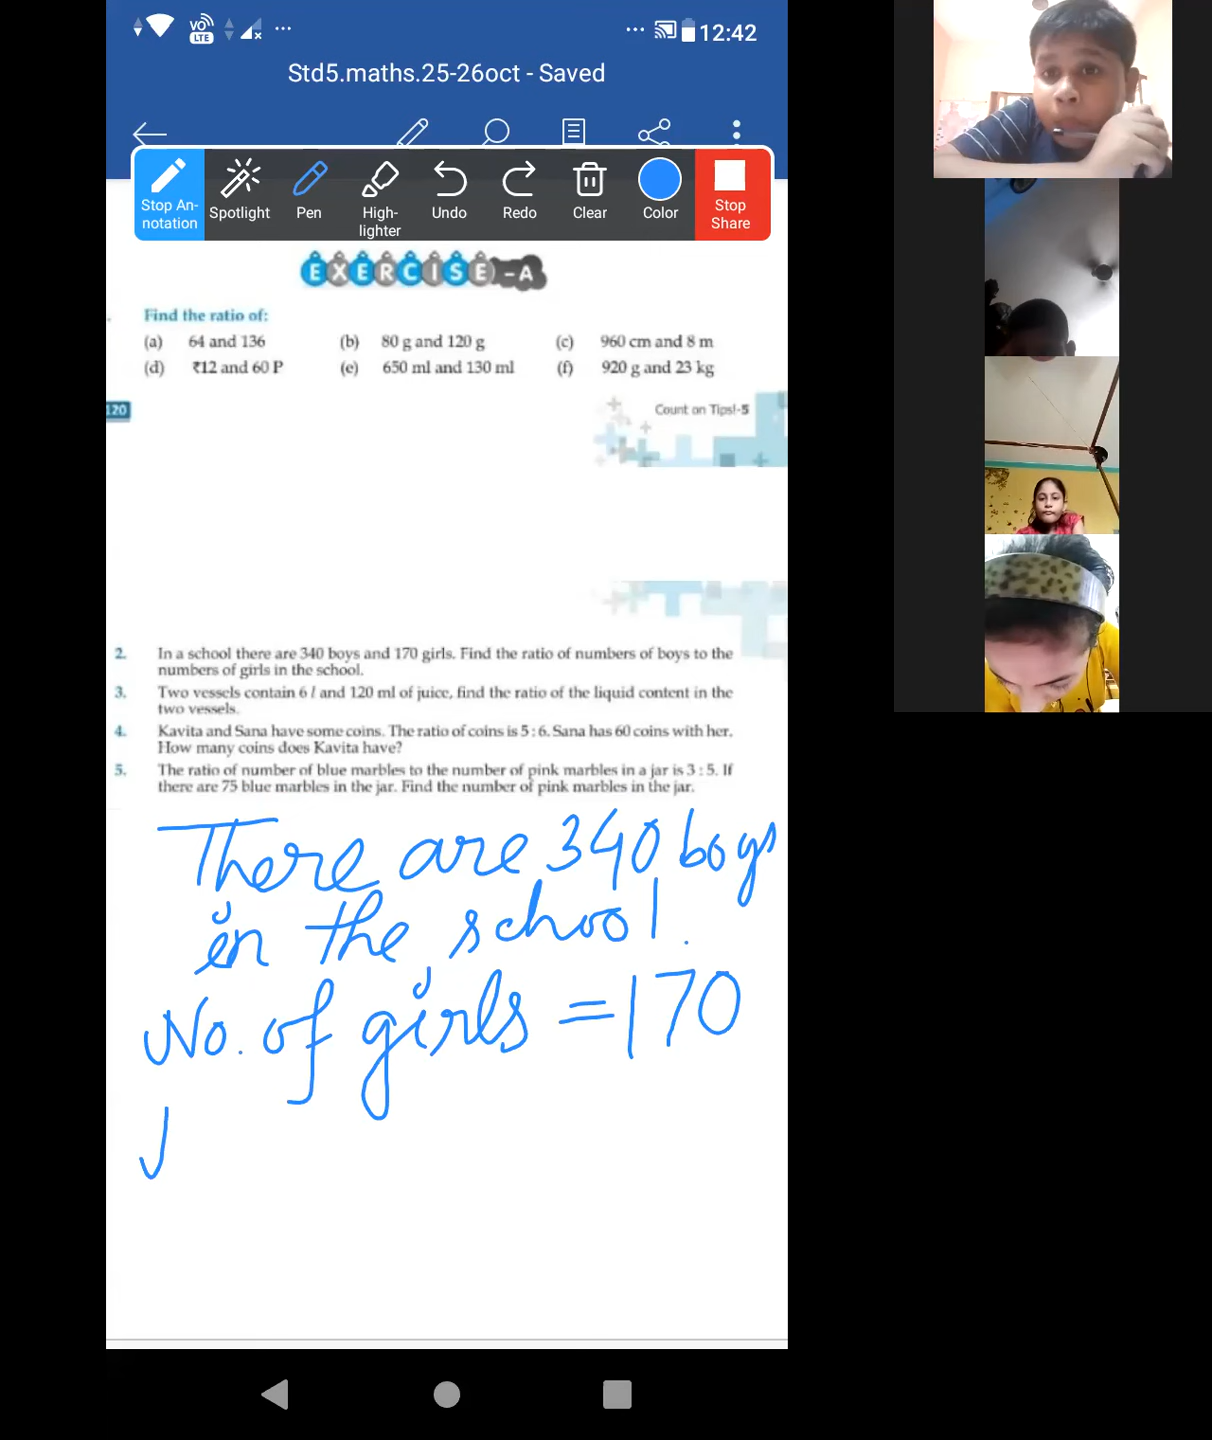 VO LTE ... ... 12:42
Std5.maths.25-26oct - Saved
Stop An-notation Spotlight Pen High-lighter Undo Redo Clear Color Stop Share
EXERCISE-A
Find the ratio of:
(a) 64 and 136 (b) 80 g and 120 g (c) 960 cm and 8 m
(d) ₹12 and 60 P (e) 650 ml and 130 ml (f) 920 g and 23 kg
120 Count on Tips!-5
2. In a school there are 340 boys and 170 girls. Find the ratio of numbers of boys to the
numbers of girls in the school.
3. Two vessels contain 6 l and 120 ml of juice, find the ratio of the liquid content in the
two vessels.
4. Kavita and Sana have some coins. The ratio of coins is 5 : 6. Sana has 60 coins with her.
How many coins does Kavita have?
5. The ratio of number of blue marbles to the number of pink marbles in a jar is 3 : 5. If
there are 75 blue marbles in the jar. Find the number of pink marbles in the jar.
There are 340 boys
in the school.
No. of girls = 170